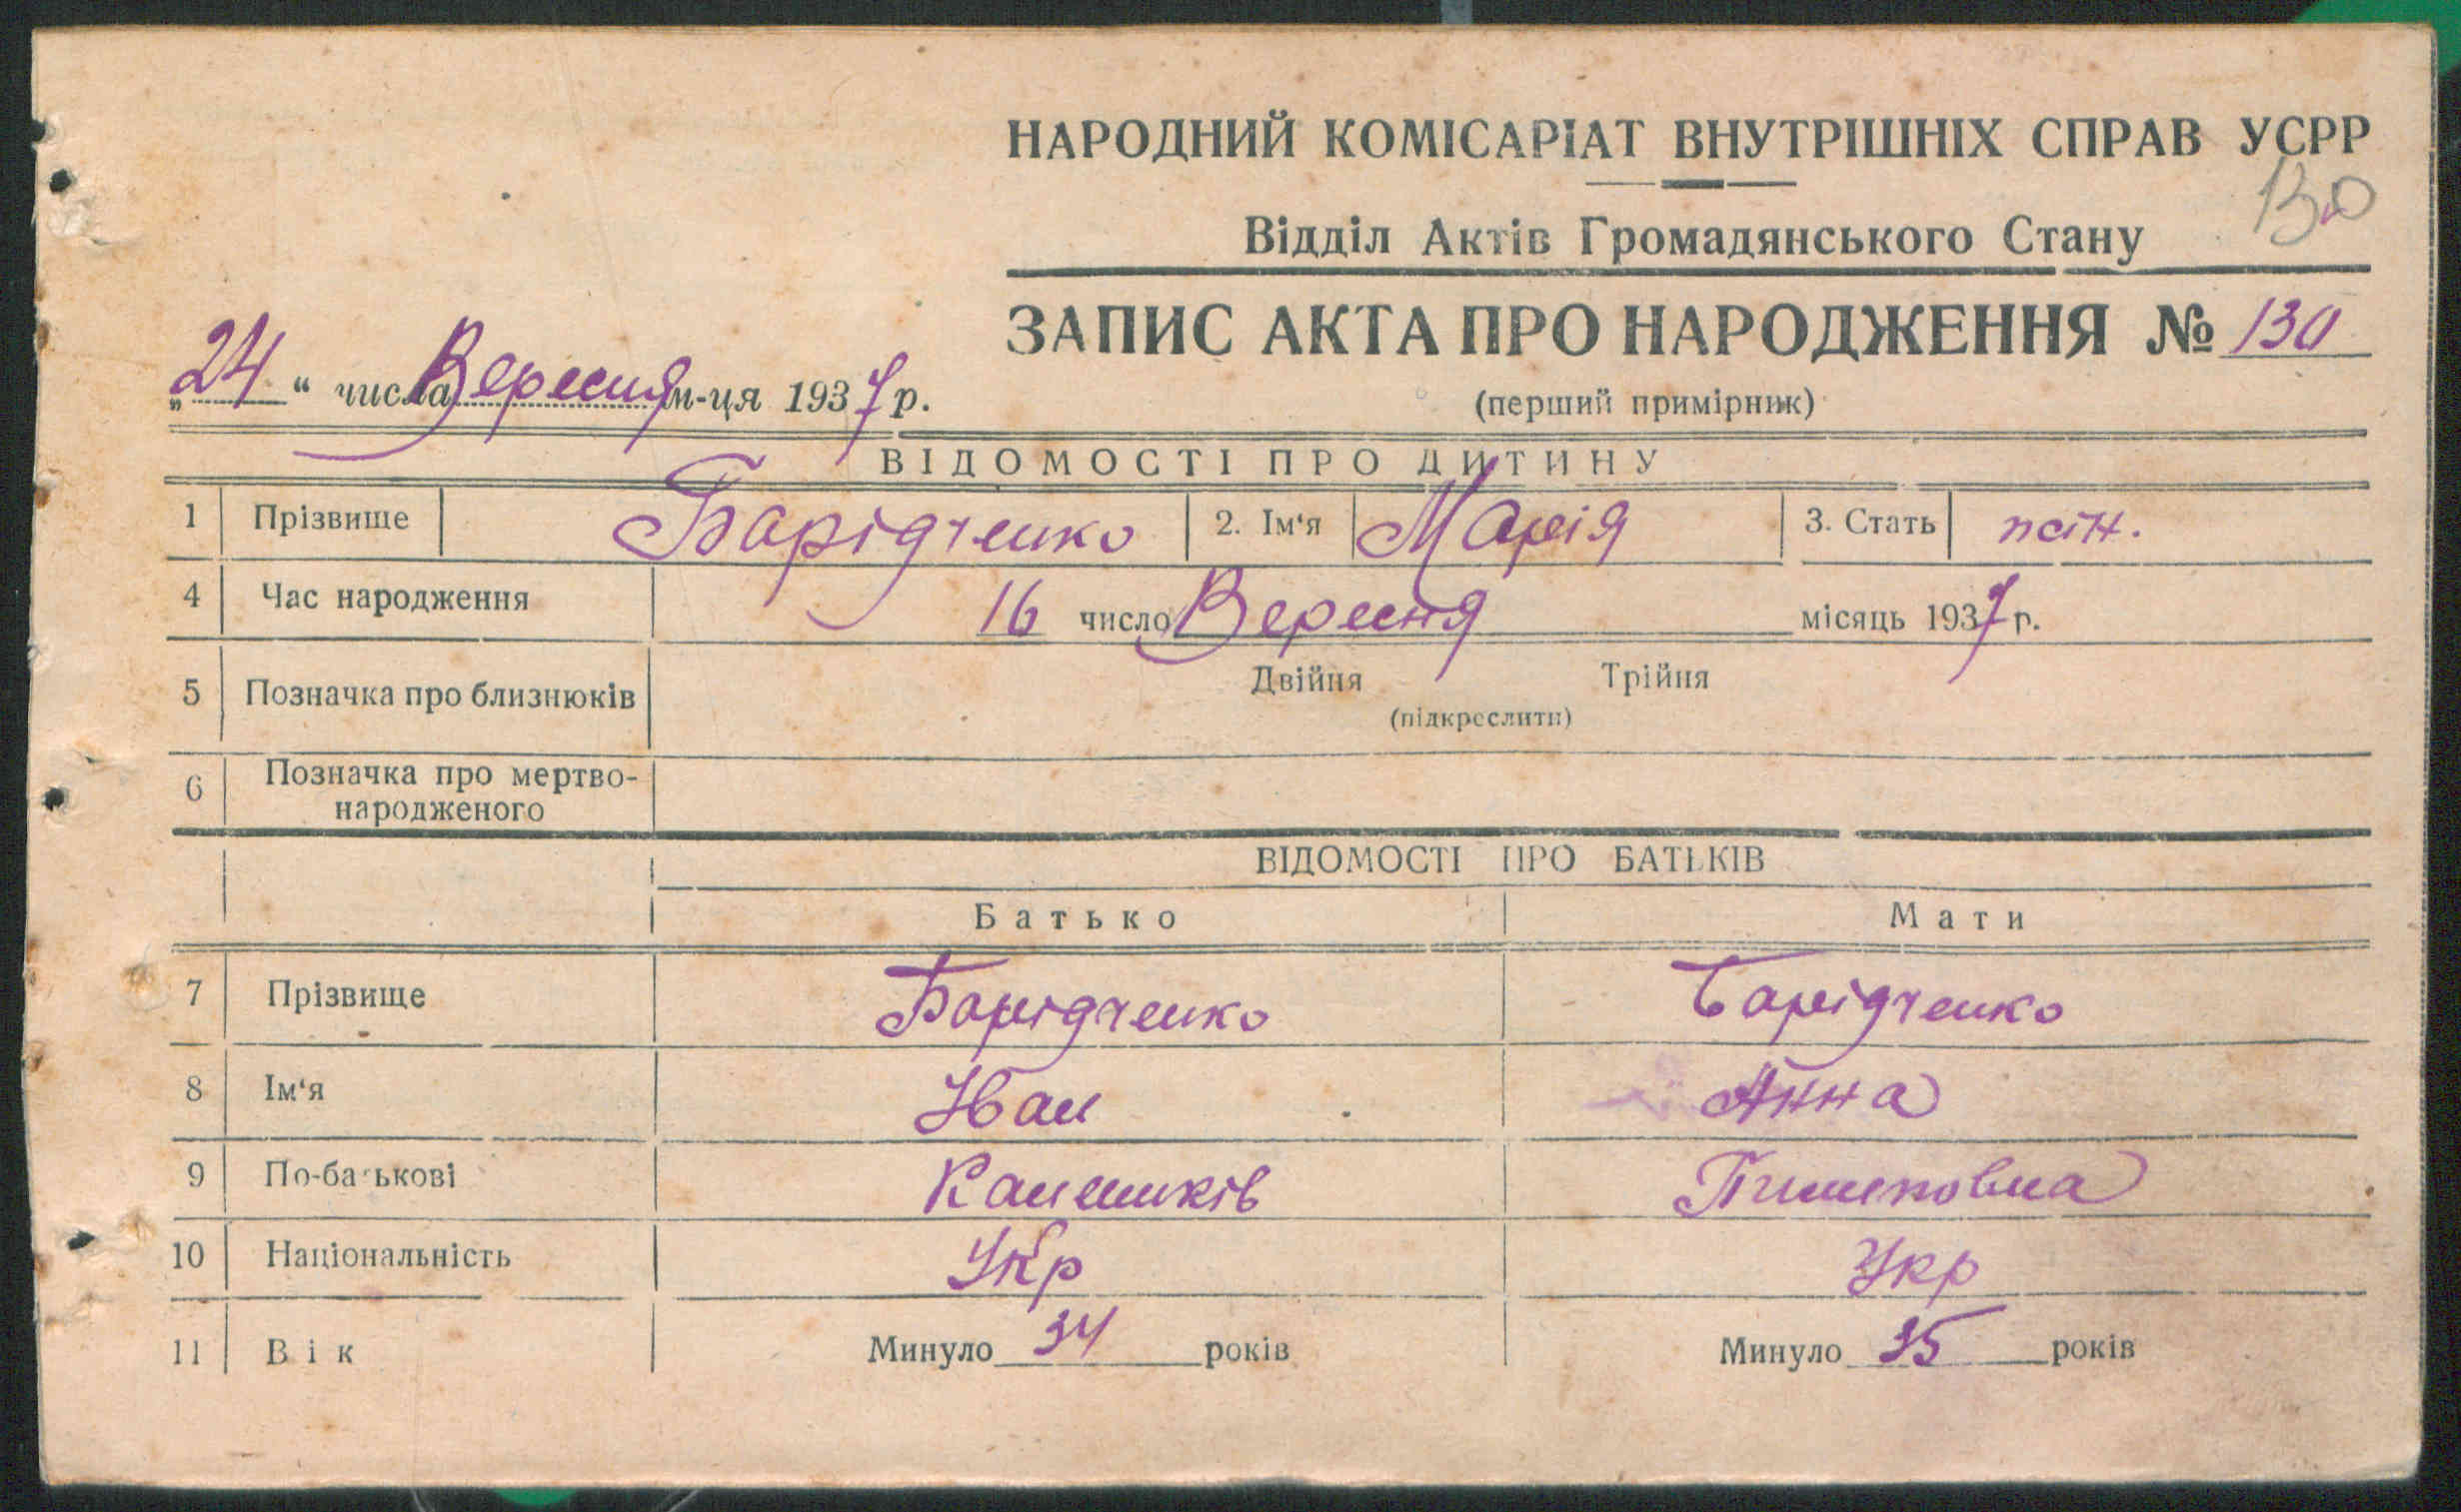 НАРОДНИЙ КОМІСАРІАТ ВНУТРІШНІХ СПРАВ УСРР
130
Відділ Актів Громадянського Стану
ЗАПИС АКТА ПРО НАРОДЖЕННЯ № 130
„24“ числа Вересня м-ця 1937 р.
(перший примірник)
ВІДОМОСТІ ПРО ДИТИНУ
1 Прізвище Барідченко 2. Ім‘я Марія 3. Стать жін.
4 Час народження 16 число Вересня місяць 1937 р.
5 Позначка про близнюків Двійня Трійня
(підкреслити)
6 Позначка про мертво-
народженого
ВІДОМОСТІ ПРО БАТЬКІВ
Батько Мати
7 Прізвище Барідченко Барідченко
8 Ім‘я Іван Анна
9 По-батькові
10 Національність Укр Укр
11 Вік Минуло 34 років Минуло 35 років